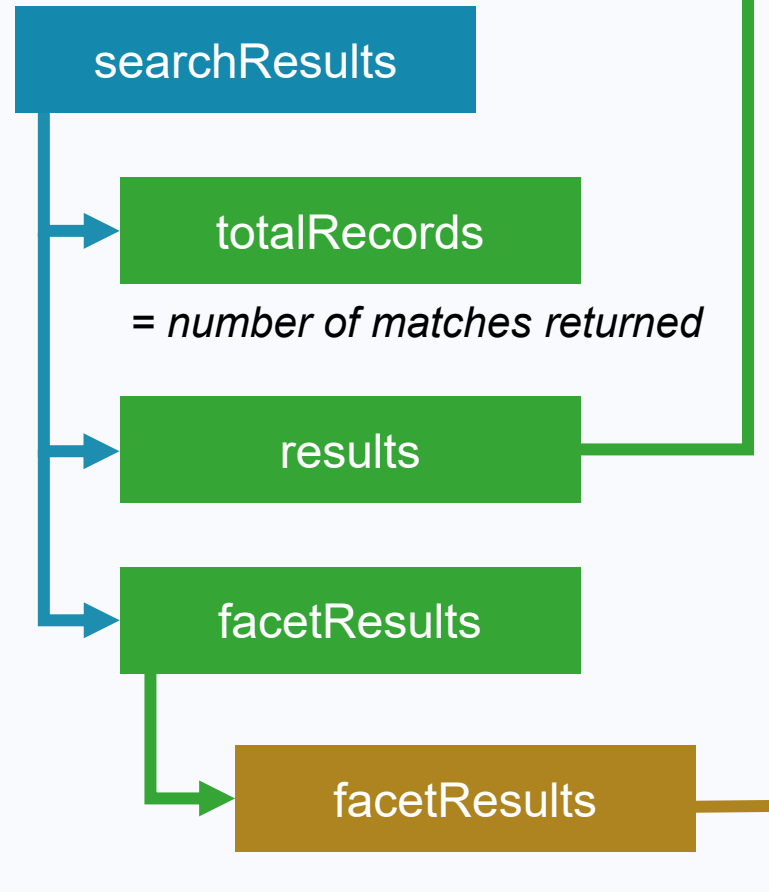 searchResults
totalRecords
= number of matches returned
results
facetResults
facetResults